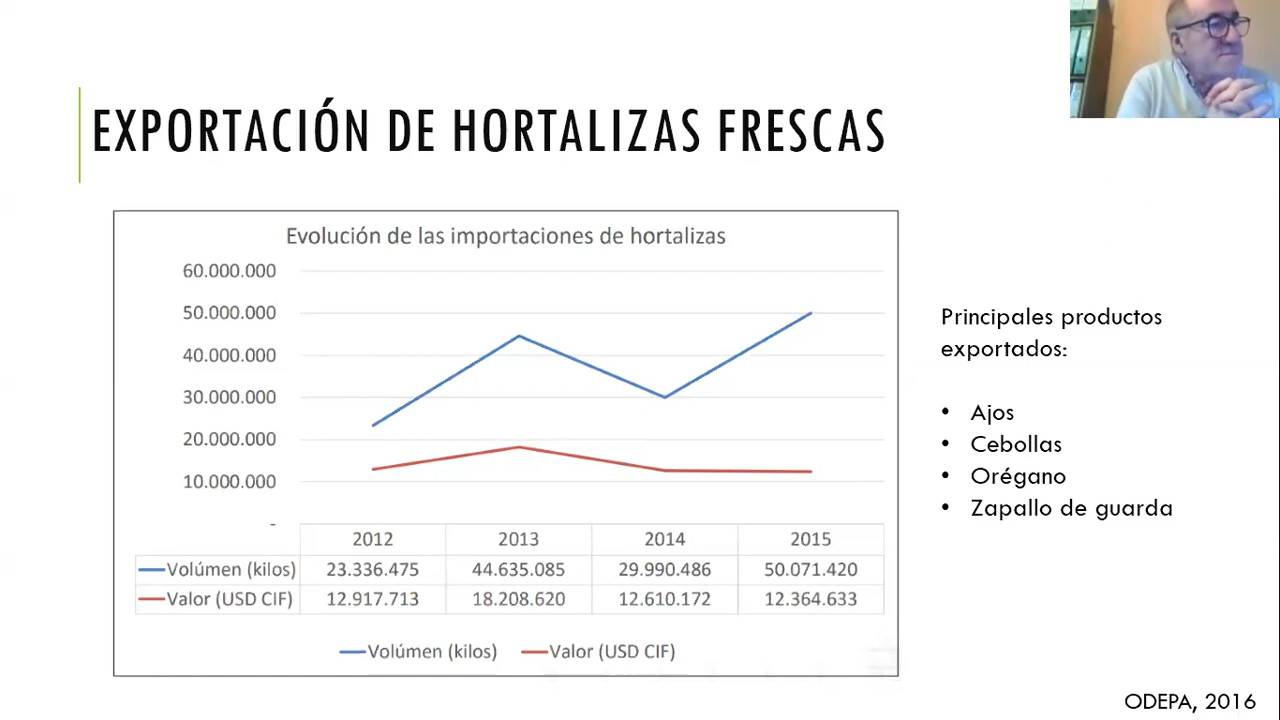 EXPORTACIÓN DE HORTALIZAS FRESCAS
Evolución de las importaciones de hortalizas
60.000.000
50.000.000
40.000.000
30.000.000
20.000.000
10.000.000
-
2012 2013 2014 2015
Volúmen (kilos) 23.336.475 44.635.085 29.990.486 50.071.420
Valor (USD CIF) 12.917.713 18.208.620 12.610.172 12.364.633
Volúmen (kilos) Valor (USD CIF)
Principales productos
exportados:
• Ajos
• Cebollas
• Orégano
• Zapallo de guarda
ODEPA, 2016